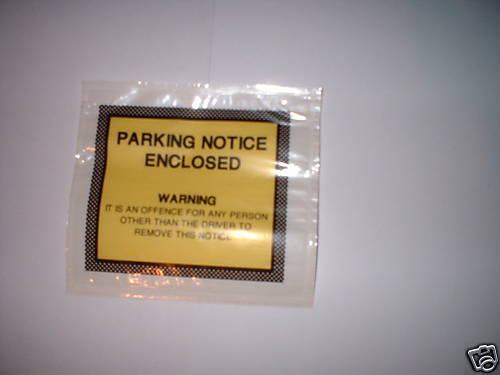 PARKING NOTICE
ENCLOSED
WARNING
IT IS AN OFFENCE FOR ANY PERSON
OTHER THAN THE DRIVER TO
REMOVE THIS NOTICE